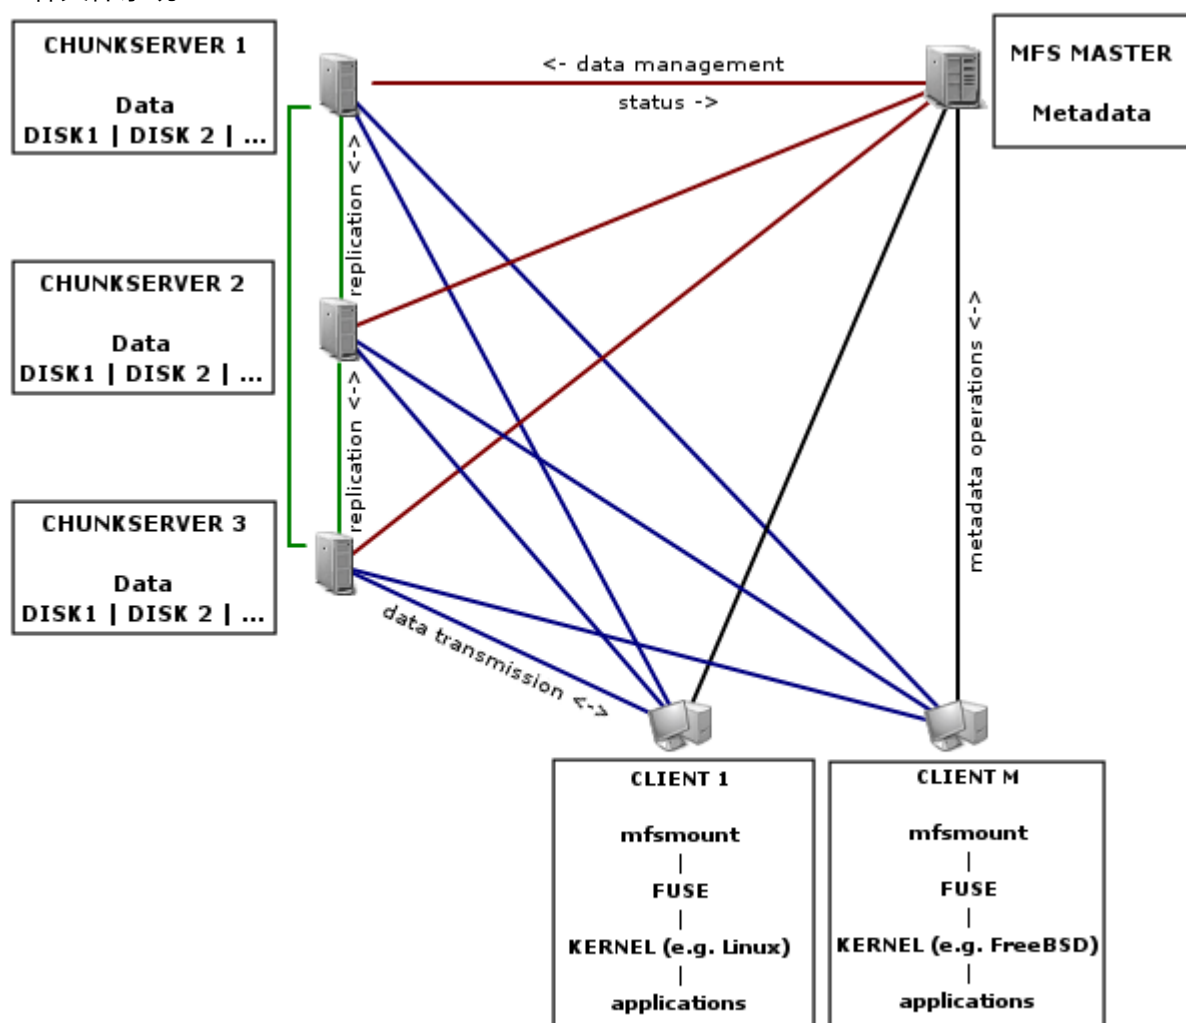 CHUNKSERVER 1
Data
DISK1 | DISK 2 | ...
<- data management
status ->
MFS MASTER
Metadata
replication <->
CHUNKSERVER 2
Data
DISK1 | DISK 2 | ...
metadata operations <->
replication <->
CHUNKSERVER 3
Data
DISK1 | DISK 2 | ...
data transmission <->
CLIENT 1
mfsmount
|
FUSE
|
KERNEL (e.g. Linux)
|
applications
CLIENT M
mfsmount
|
FUSE
|
KERNEL (e.g. FreeBSD)
|
applications